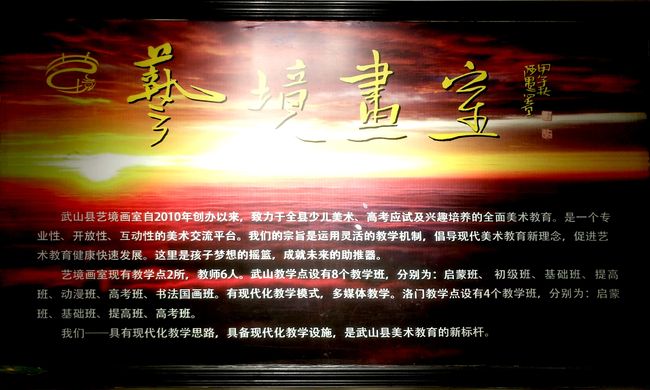 藝境畫室
武山县艺境画室自2010年创办以来，致力于全县少儿美术、高考应试及兴趣培养的全面美术教育。是一个专
业性、开放性、互动性的美术交流平台。我们的宗旨是运用灵活的教学机制，倡导现代美术教育新理念，促进艺
术教育健康快速发展。这里是孩子梦想的摇篮，成就未来的助推器。
艺境画室现有教学点2所，教师6人。武山教学点设有8个教学班，分别为：启蒙班、初级班、基础班、提高
班、动漫班、高考班、书法国画班。有现代化教学模式，多媒体教学。洛门教学点设有4个教学班，分别为：启蒙
班、基础班、提高班、高考班。
我们——具有现代化教学思路，具备现代化教学设施，是武山县美术教育的新标杆。